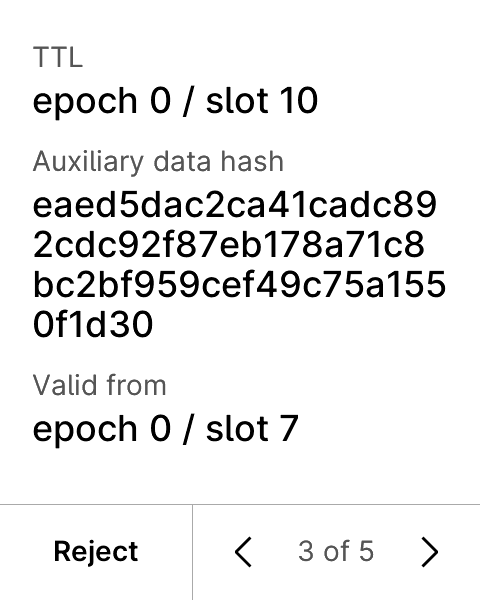 TTL
epoch 0 / slot 10
Auxiliary data hash
eaed5dac2ca41cadc89
2cdc92f87eb178a71c8
bc2bf959cef49c75a155
0f1d30
Valid from
epoch 0 / slot 7
Reject
3 of 5